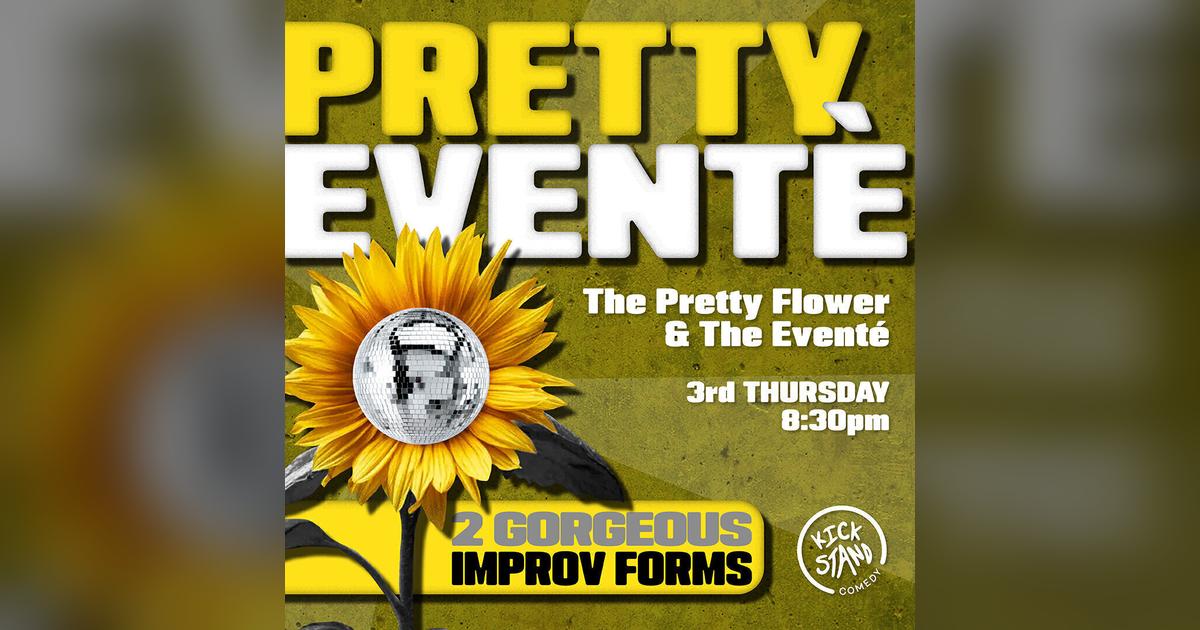 PRETTY
EVENTÈ
The Pretty Flower
& The Eventé
3rd THURSDAY
8:30pm
2 GORGEOUS
IMPROV FORMS
KICK
STAND
COMEDY